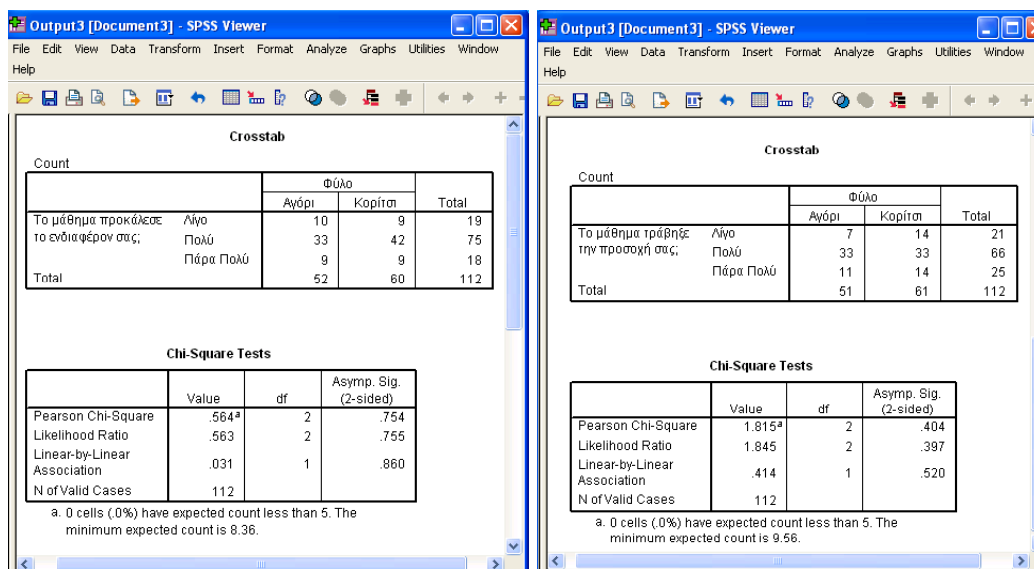 Output3 [Document3] - SPSS Viewer
File Edit View Data Transform Insert Format Analyze Graphs Utilities Window
Help
Crosstab
Count
Φύλο
Αγόρι Κορίτσι Total
Το μάθημα προκάλεσε Λίγο 10 9 19
το ενδιαφέρον σας; Πολύ 33 42 75
Πάρα Πολύ 9 9 18
Total 52 60 112
Chi-Square Tests
Value df Asymp. Sig.
(2-sided)
Pearson Chi-Square .564a 2 .754
Likelihood Ratio .563 2 .755
Linear-by-Linear
Association .031 1 .860
N of Valid Cases 112
a. 0 cells (.0%) have expected count less than 5. The
minimum expected count is 8.36.
Output3 [Document3] - SPSS Viewer
File Edit View Data Transform Insert Format Analyze Graphs Utilities Window
Help
Crosstab
Count
Φύλο
Αγόρι Κορίτσι Total
Το μάθημα τράβηξε Λίγο 7 14 21
την προσοχή σας; Πολύ 33 33 66
Πάρα Πολύ 11 14 25
Total 51 61 112
Chi-Square Tests
Value df Asymp. Sig.
(2-sided)
Pearson Chi-Square 1.815a 2 .404
Likelihood Ratio 1.845 2 .397
Linear-by-Linear
Association .414 1 .520
N of Valid Cases 112
a. 0 cells (.0%) have expected count less than 5. The
minimum expected count is 9.56.